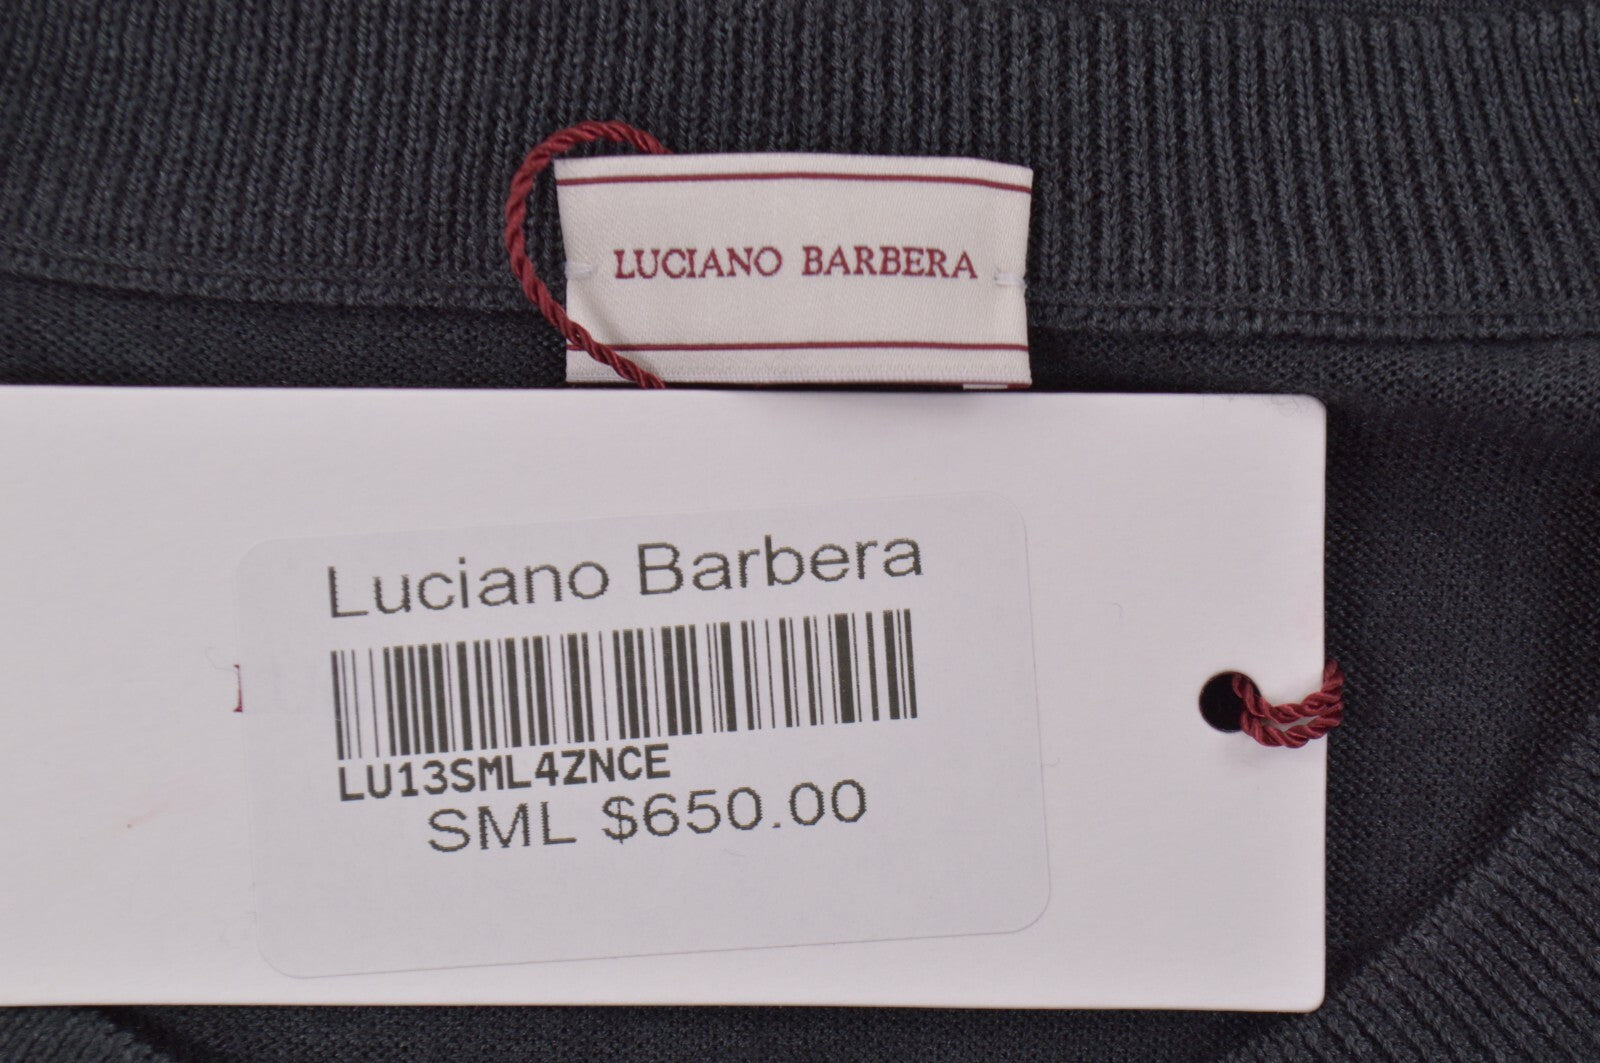 LUCIANO BARBERA
Luciano Barbera
LU13SML4ZNCE
SML $650.00